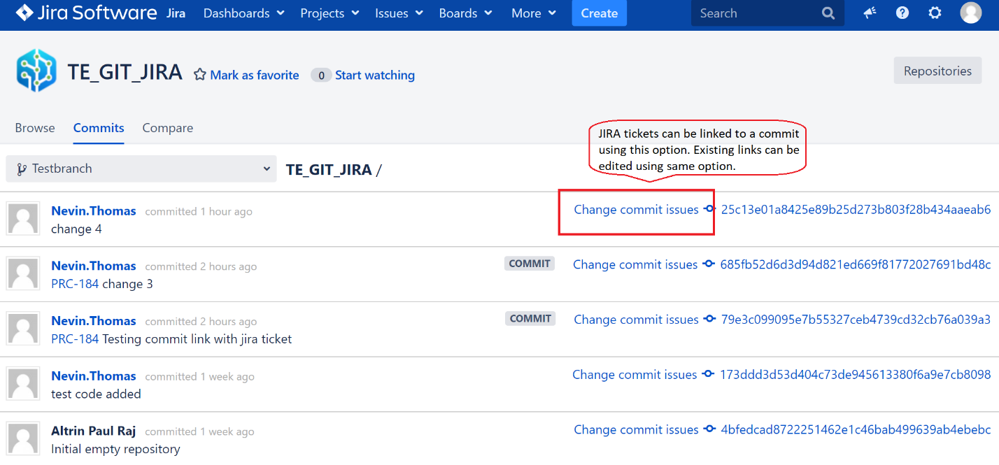 Jira Software Jira Dashboards Projects Issues Boards More Create Search
TE_GIT_JIRA Mark as favorite 0 Start watching Repositories
Browse Commits Compare
JIRA tickets can be linked to a commit
using this option. Existing links can be
edited using same option.
Testbranch TE_GIT_JIRA /
Nevin.Thomas committed 1 hour ago Change commit issues 25c13e01a8425e89b25d273b803f28b434aaeab6
change 4
Nevin.Thomas committed 2 hours ago COMMIT Change commit issues 685fb52d6d3d94d821ed669f81772027691bd48c
PRC-184 change 3
Nevin.Thomas committed 2 hours ago COMMIT Change commit issues 79e3c099095e7b55327ceb4739cd32cb76a039a3
PRC-184 Testing commit link with jira ticket
Nevin.Thomas committed 1 week ago Change commit issues 173ddd3d53d404c73de945613380f6a9e7cb8098
test code added
Altrin Paul Raj committed 1 week ago Change commit issues 4bfedcad8722251462e1c46bab499639ab4ebebc
Initial empty repository